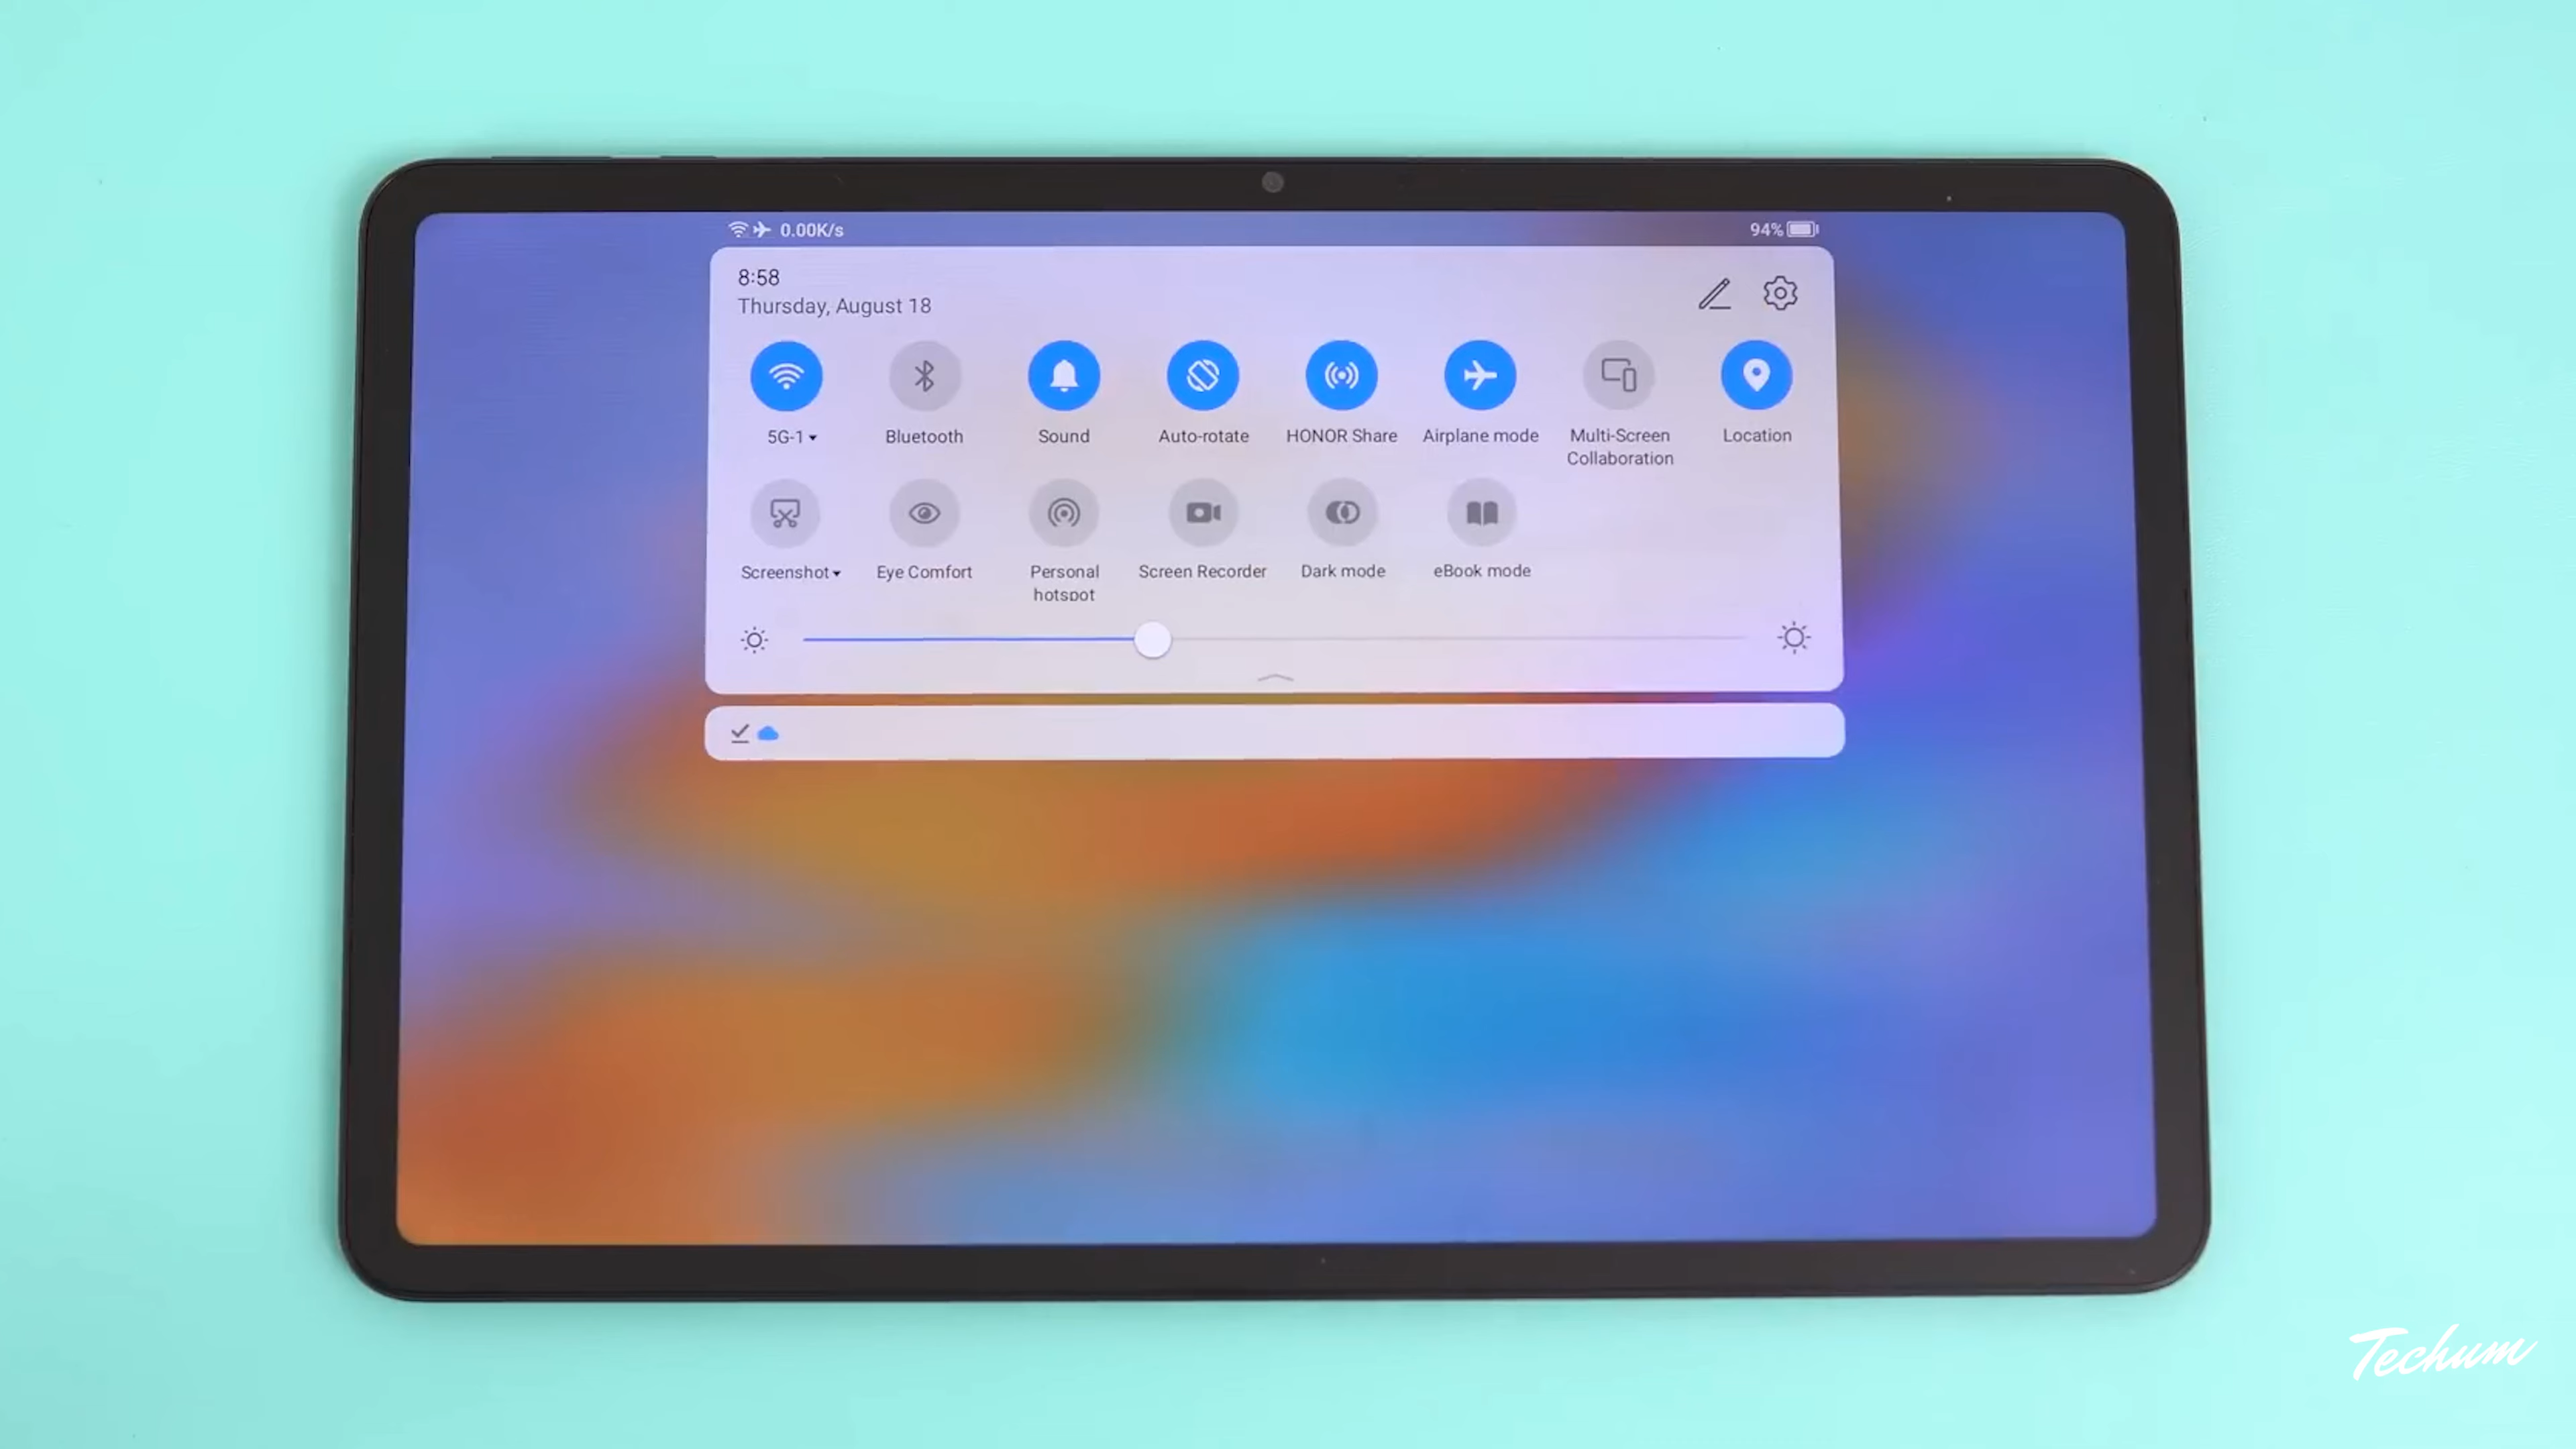 0.00K/s 94%
8:58
Thursday, August 18
5G-1 Bluetooth Sound Auto-rotate HONOR Share Airplane mode Multi-Screen Collaboration Location
Screenshot Eye Comfort Personal hotspot Screen Recorder Dark mode eBook mode
Techum